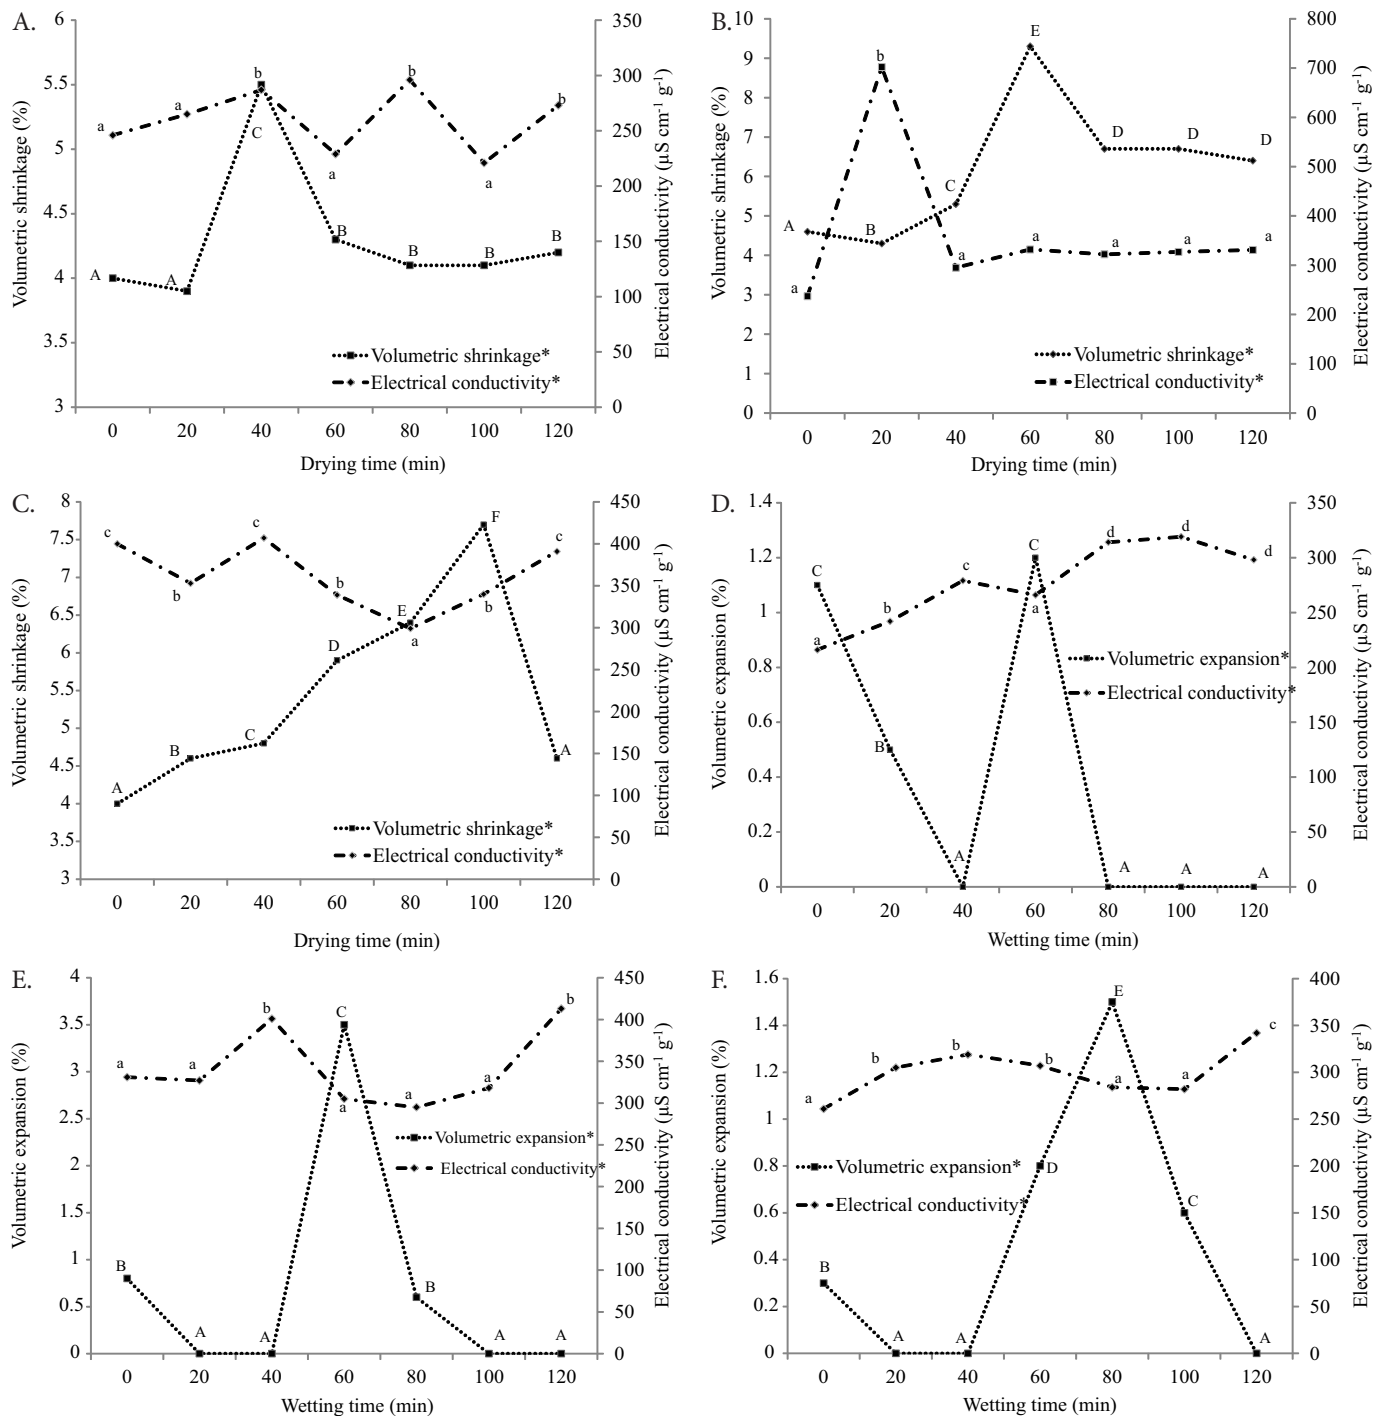 A.
Volumetric shrinkage (%)
6
5.5
5
4.5
4
3.5
3
350
300
250
200
150
100
50
0
Electrical conductivity (µS cm-1 g-1)
a
a
b
a
b
a
b
A
A
C
B
B
B
B
Volumetric shrinkage*
Electrical conductivity*
0 20 40 60 80 100 120
Drying time (min)
B.
Volumetric shrinkage (%)
10
9
8
7
6
5
4
3
2
1
0
800
700
600
500
400
300
200
100
0
Electrical conductivity (µS cm-1 g-1)
a
b
a
a
a
a
a
A
B
C
E
D
D
D
Volumetric shrinkage*
Electrical conductivity*
0 20 40 60 80 100 120
Drying time (min)
C.
Volumetric shrinkage (%)
8
7.5
7
6.5
6
5.5
5
4.5
4
3.5
3
450
400
350
300
250
200
150
100
50
0
Electrical conductivity (µS cm-1 g-1)
c
b
c
b
a
b
c
A
B
C
D
E
F
A
Volumetric shrinkage*
Electrical conductivity*
0 20 40 60 80 100 120
Drying time (min)
D.
Volumetric expansion (%)
1.4
1.2
1
0.8
0.6
0.4
0.2
0
350
300
250
200
150
100
50
0
Electrical conductivity (µS cm-1 g-1)
a
b
c
a
d
d
d
C
B
A
C
A
A
A
Volumetric expansion*
Electrical conductivity*
0 20 40 60 80 100 120
Wetting time (min)
E.
Volumetric expansion (%)
4
3.5
3
2.5
2
1.5
1
0.5
0
450
400
350
300
250
200
150
100
50
0
Electrical conductivity (µS cm-1 g-1)
a
a
b
a
a
a
b
B
A
A
C
B
A
A
Volumetric expansion*
Electrical conductivity*
0 20 40 60 80 100 120
Wetting time (min)
F.
Volumetric expansion (%)
1.6
1.4
1.2
1
0.8
0.6
0.4
0.2
0
400
350
300
250
200
150
100
50
0
Electrical conductivity (µS cm-1 g-1)
a
b
b
b
a
a
c
B
A
A
D
E
C
A
Volumetric expansion*
Electrical conductivity*
0 20 40 60 80 100 120
Wetting time (min)